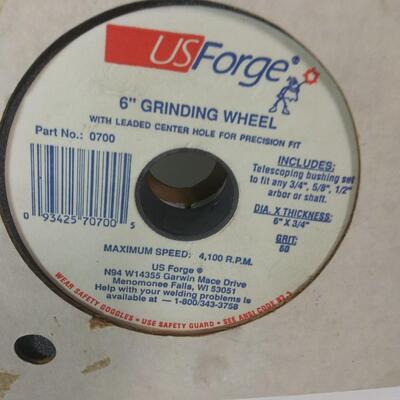 USForge®
6" GRINDING WHEEL
WITH LEADED CENTER HOLE FOR PRECISION FIT
Part No.: 0700
0 93425 70700 5
INCLUDES:
Telescoping bushing set
to fit any 3/4", 5/8", 1/2"
arbor or shaft.
DIA. X THICKNESS:
6" X 3/4"
GRIT:
60
MAXIMUM SPEED: 4,100 R.P.M.
US Forge ®
N94 W14355 Garwin Mace Drive
Menomonee Falls, WI 53051
Help with your welding problems is
available at - 1-800/343-3758
WEAR SAFETY GOGGLES • USE SAFETY GUARD • SEE ANSI CODE B7.1